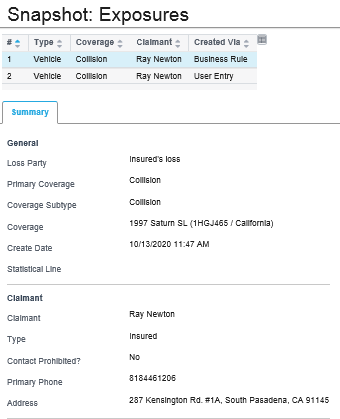 Snapshot: Exposures
# Type Coverage Claimant Created Via
1 Vehicle Collision Ray Newton Business Rule
2 Vehicle Collision Ray Newton User Entry
Summary
General
Loss Party Insured's loss
Primary Coverage Collision
Coverage Subtype Collision
Coverage 1997 Saturn SL (1HGJ465 / California)
Create Date 10/13/2020 11:47 AM
Statistical Line
Claimant
Claimant Ray Newton
Type Insured
Contact Prohibited? No
Primary Phone 8184461206
Address 287 Kensington Rd. #1A, South Pasadena, CA 91145